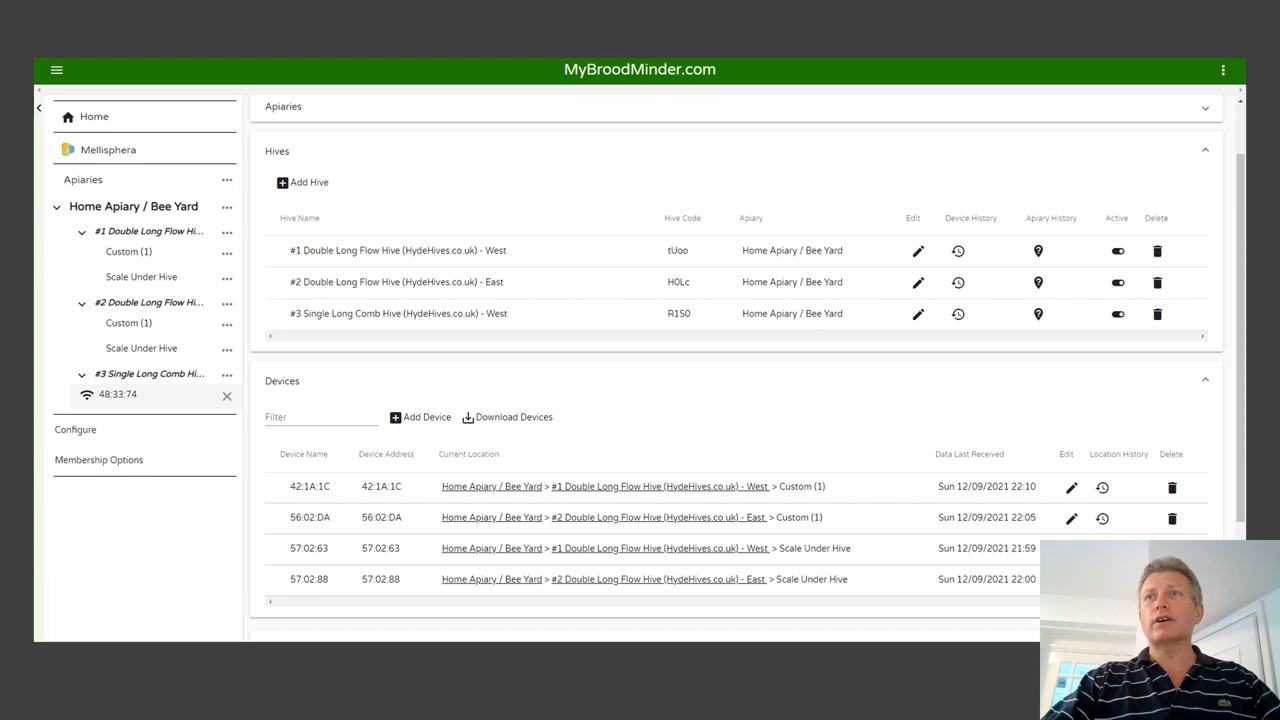 MyBroodMinder.com
Home
Mellisphera
Apiaries
Home Apiary / Bee Yard
#1 Double Long Flow Hi...
Custom (1)
Scale Under Hive
#2 Double Long Flow Hi...
Custom (1)
Scale Under Hive
#3 Single Long Comb Hi...
48:33:74
Configure
Membership Options
Apiaries
Hives
Add Hive
Hive Name Hive Code Apiary Edit Device History Apiary History Active Delete
#1 Double Long Flow Hive (HydeHives.co.uk) - West tUoo Home Apiary / Bee Yard
#2 Double Long Flow Hive (HydeHives.co.uk) - East H0Lc Home Apiary / Bee Yard
#3 Single Long Comb Hive (HydeHives.co.uk) - West R1S0 Home Apiary / Bee Yard
Devices
Filter Add Device Download Devices
Device Name Device Address Current Location Data Last Received Edit Location History Delete
42:1A:1C 42:1A:1C Home Apiary / Bee Yard > #1 Double Long Flow Hive (HydeHives.co.uk) - West > Custom (1) Sun 12/09/2021 22:10
56:02:DA 56:02:DA Home Apiary / Bee Yard > #2 Double Long Flow Hive (HydeHives.co.uk) - East > Custom (1) Sun 12/09/2021 22:05
57:02:63 57:02:63 Home Apiary / Bee Yard > #1 Double Long Flow Hive (HydeHives.co.uk) - West > Scale Under Hive Sun 12/09/2021 21:59
57:02:88 57:02:88 Home Apiary / Bee Yard > #2 Double Long Flow Hive (HydeHives.co.uk) - East > Scale Under Hive Sun 12/09/2021 22:00